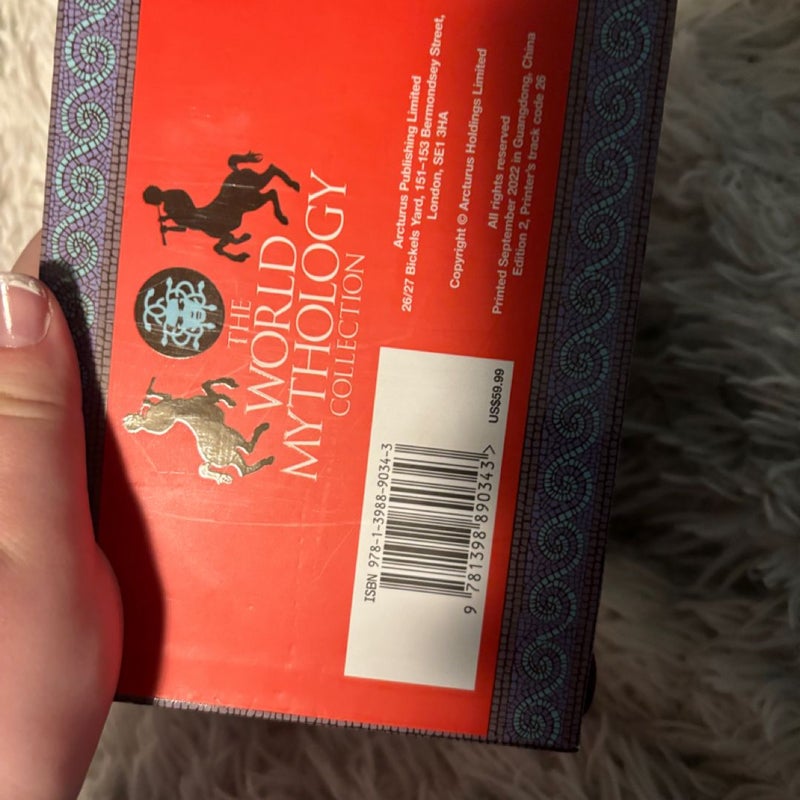 THE
WORLD
MYTHOLOGY
COLLECTION
Arcturus Publishing Limited
26/27 Bickels Yard, 151–153 Bermondsey Street,
London, SE1 3HA
Copyright © Arcturus Holdings Limited
All rights reserved
Printed September 2022 in Guangdong, China
Edition 2, Printer's track code 26
ISBN 978-1-3988-9034-3
9 781398 890343 >
US$59.99